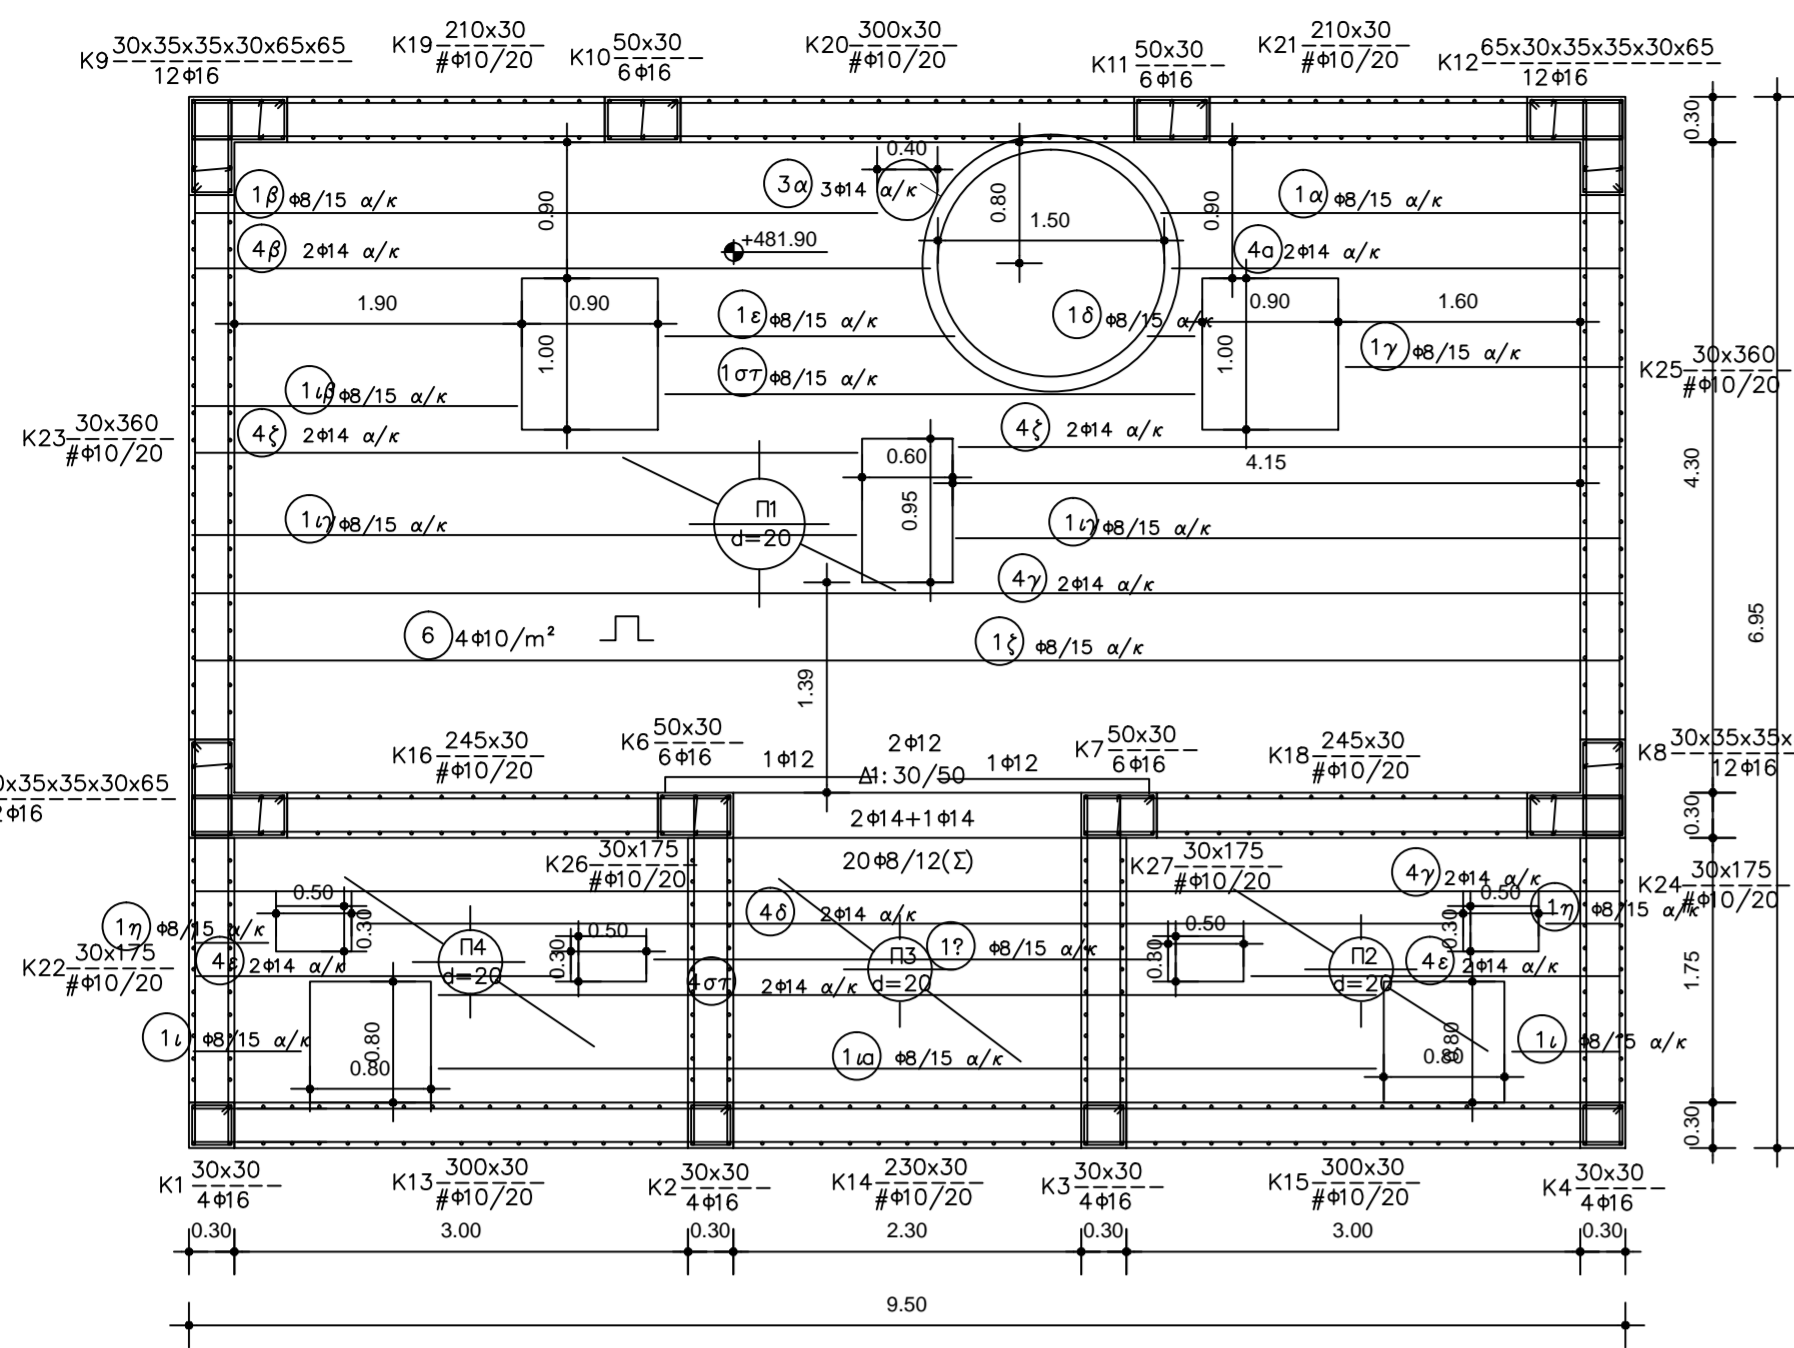 K9 30x35x35x30x65x65
12Φ16
K19 210x30
#Φ10/20
K10 50x30
6Φ16
K20 300x30
#Φ10/20
K11 50x30
6Φ16
K21 210x30
#Φ10/20
K12 65x30x35x35x30x65
12Φ16
0.30
0.40
3α 3Φ14 α/κ
1β Φ8/15 α/κ
0.90
0.80
1.50
0.90
1α Φ8/15 α/κ
4β 2Φ14 α/κ
+481.90
4α 2Φ14 α/κ
1.90
0.90
1ε Φ8/15 α/κ
1δ Φ8/15 α/κ
0.90
1.60
1.00
1.00
1γ Φ8/15 α/κ
K25 30x360
#Φ10/20
1στ Φ8/15 α/κ
1ιβ Φ8/15 α/κ
K23 30x360
#Φ10/20
4ζ 2Φ14 α/κ
4ζ 2Φ14 α/κ
0.60
4.15
4.30
0.95
Π1
d=20
1ιγ Φ8/15 α/κ
1ιγ Φ8/15 α/κ
4γ 2Φ14 α/κ
6 4Φ10/m²
1ζ Φ8/15 α/κ
6.95
1.39
K16 245x30
#Φ10/20
K6 50x30
6Φ16
1Φ12
2Φ12
Δ1: 30/50
1Φ12
K7 50x30
6Φ16
K18 245x30
#Φ10/20
K8 30x35x35x
12Φ16
x35x35x30x65
Φ16
2Φ14+1Φ14
0.30
20Φ8/12(Σ)
K26 30x175
#Φ10/20
K27 30x175
#Φ10/20
4γ 2Φ14 α/κ
K24 30x175
#Φ10/20
0.50
0.30
0.50
0.30
1η Φ8/15 α/κ
4δ 2Φ14 α/κ
1η Φ8/15 α/κ
0.50
0.30
0.50
0.30
1? Φ8/15 α/κ
K22 30x175
#Φ10/20
4ε 2Φ14 α/κ
Π4
d=20
4στ 2Φ14 α/κ
Π3
d=20
Π2
d=20
4ε 2Φ14 α/κ
1.75
1ι Φ8/15 α/κ
0.80
0.80
1ια Φ8/15 α/κ
0.80
0.80
1ι Φ8/15 α/κ
0.30
K1 30x30
4Φ16
K13 300x30
#Φ10/20
K2 30x30
4Φ16
K14 230x30
#Φ10/20
K3 30x30
4Φ16
K15 300x30
#Φ10/20
K4 30x30
4Φ16
0.30 3.00 0.30 2.30 0.30 3.00 0.30
9.50